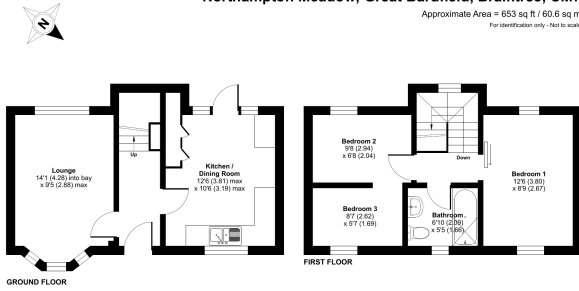 Northampton Meadow, Great Bardfield, Braintree,
Approximate Area = 653 sq ft / 60.6 sq m
For identification only - Not to scale
N
Lounge
14'1 (4.28) into bay
x 9'5 (2.88) max
Up
Kitchen /
Dining Room
12'6 (3.81) max
x 10'6 (3.19) max
GROUND FLOOR
Bedroom 2
9'8 (2.94)
x 6'8 (2.04)
Down
Bedroom 1
12'6 (3.80)
x 8'9 (2.67)
Bedroom 3
8'7 (2.62)
x 5'7 (1.69)
Bathroom
6'10 (2.09)
x 5'5 (1.66)
FIRST FLOOR